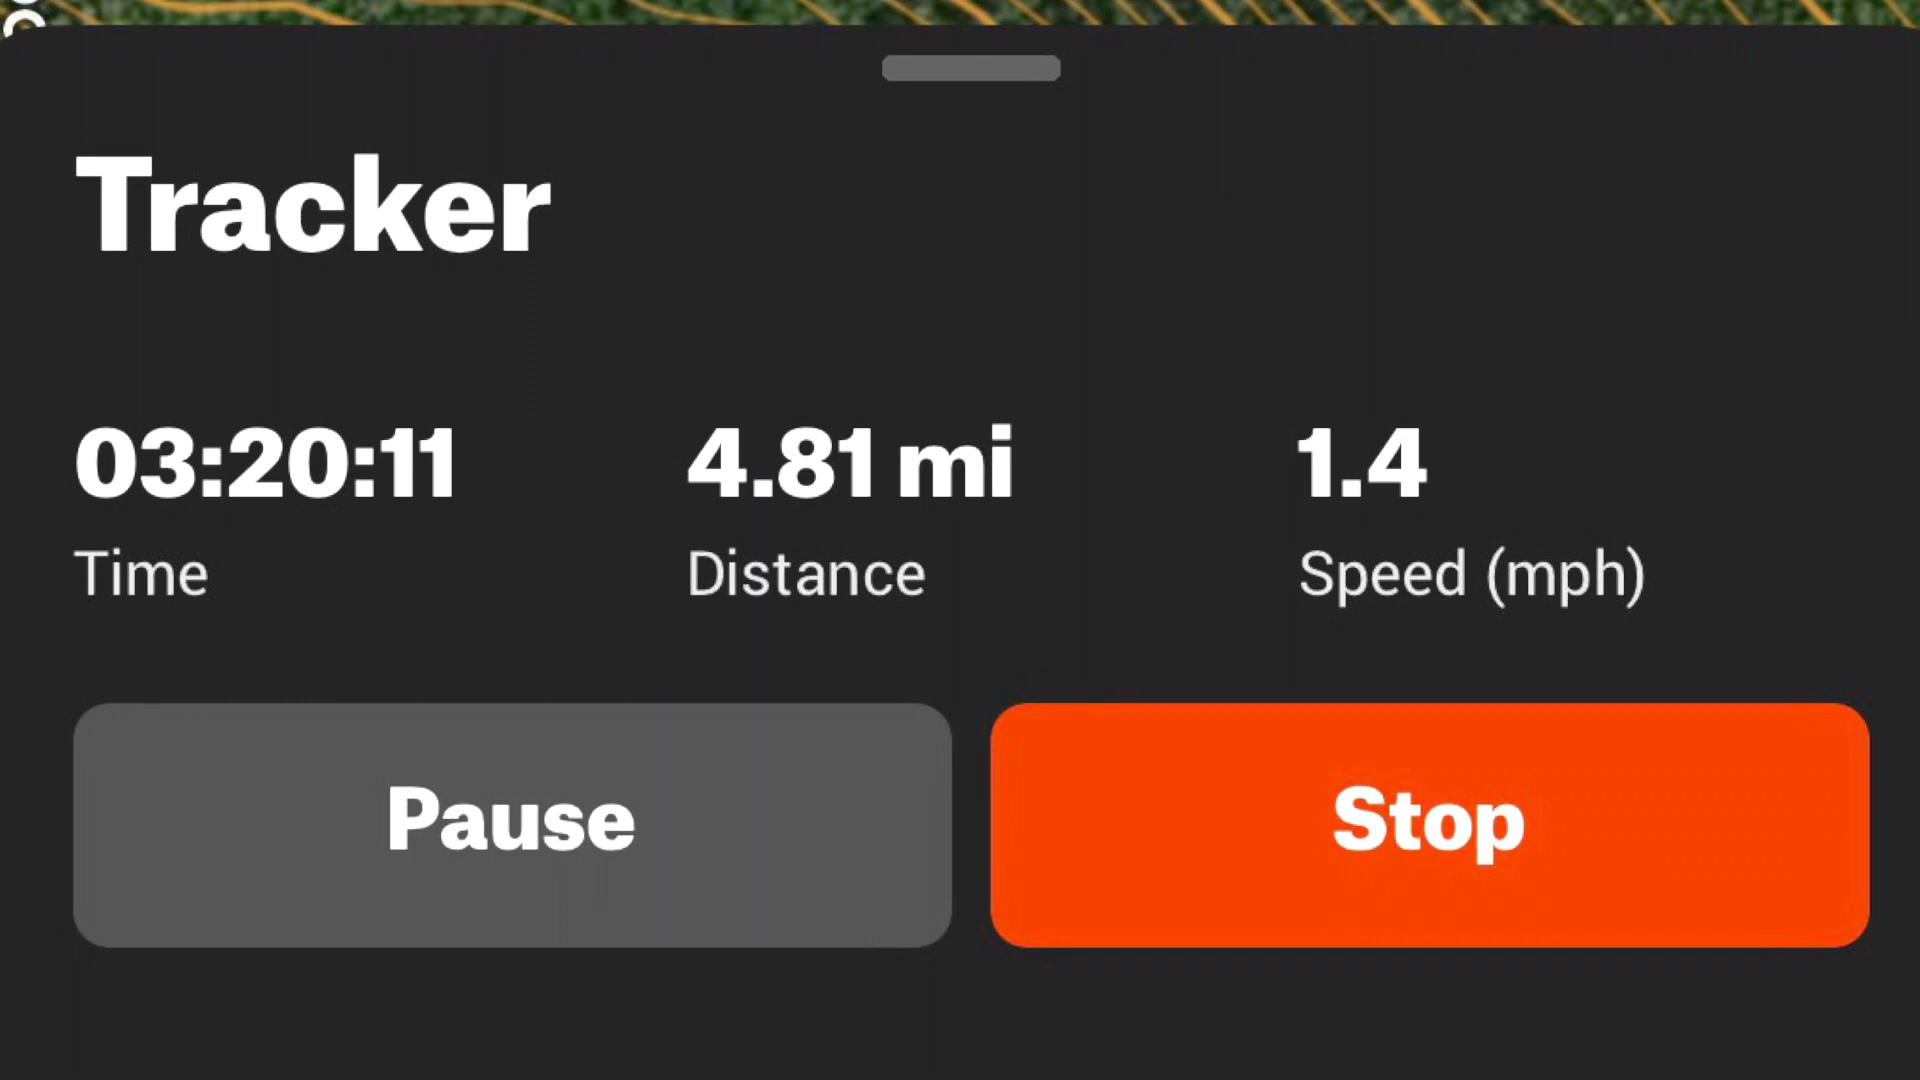 Tracker
03:20:11 4.81 mi 1.4
Time Distance Speed (mph)
Pause Stop